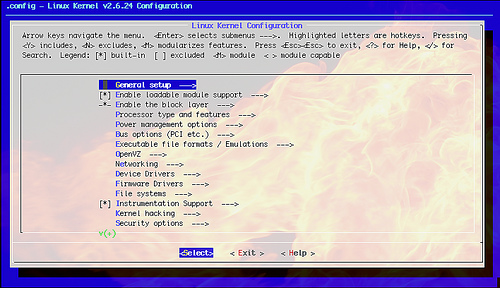 .config - Linux Kernel v2.6.24 Configuration
Linux Kernel Configuration
Arrow keys navigate the menu. <Enter> selects submenus --->. Highlighted letters are hotkeys. Pressing
<Y> includes, <N> excludes, <M> modularizes features. Press <Esc><Esc> to exit, <?> for Help, </> for
Search. Legend: [*] built-in [ ] excluded <M> module < > module capable
General setup --->
[*] Enable loadable module support --->
-*- Enable the block layer --->
Processor type and features --->
Power management options --->
Bus options (PCI etc.) --->
Executable file formats / Emulations --->
OpenVZ --->
Networking --->
Device Drivers --->
Firmware Drivers --->
File systems --->
[*] Instrumentation Support --->
Kernel hacking --->
Security options --->
v(+)
<Select> < Exit > < Help >